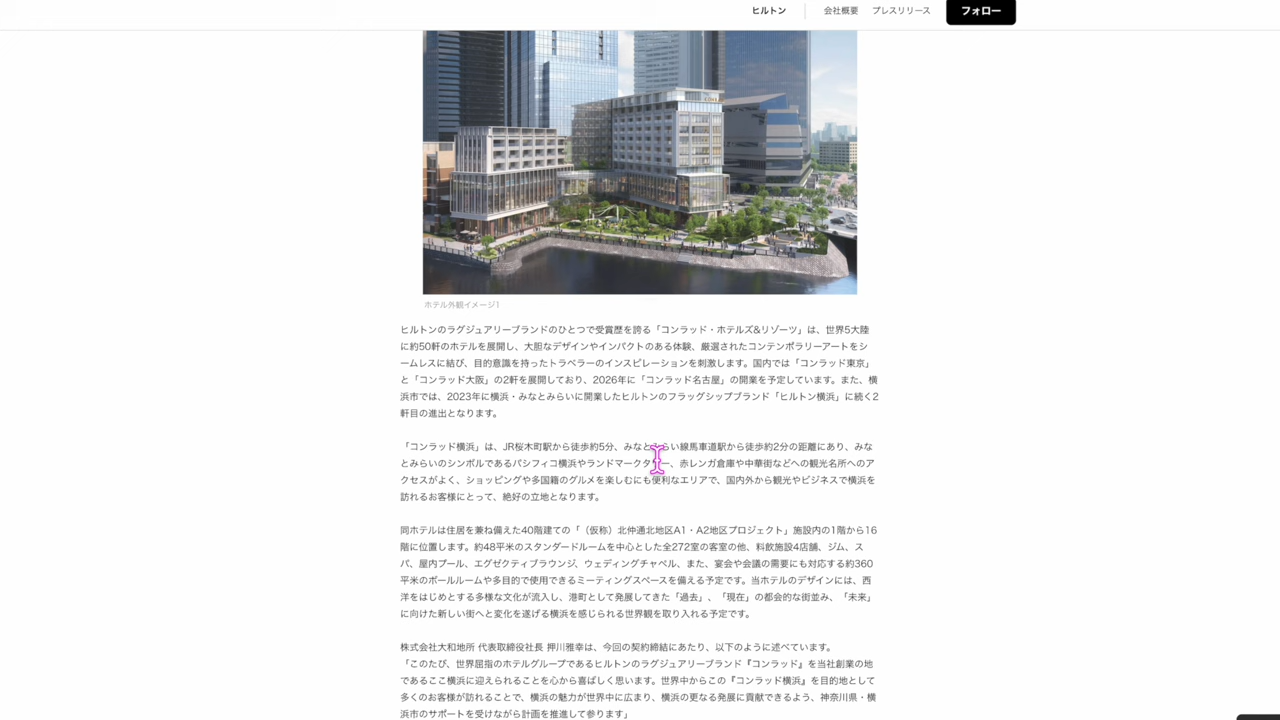 ヒルトン
会社概要
プレスリリース
フォロー
ホテル外観イメージ1
ヒルトンのラグジュアリーブランドのひとつで受賞歴を誇る「コンラッド・ホテルズ&リゾーツ」は、世界5大陸
に約50軒のホテルを展開し、大胆なデザインやインパクトのある体験、厳選されたコンテンポラリーアートをシ
ームレスに結び、目的意識を持ったトラベラーのインスピレーションを刺激します。国内では「コンラッド東京」
と「コンラッド大阪」の2軒を展開しており、2026年に「コンラッド名古屋」の開業を予定しています。また、横
浜市では、2023年に横浜・みなとみらいに開業したヒルトンのフラッグシップブランド「ヒルトン横浜」に続く2
軒目の進出となります。
「コンラッド横浜」は、JR桜木町駅から徒歩約5分、みなとみらい線馬車道駅から徒歩約2分の距離にあり、みな
とみらいのシンボルであるパシフィコ横浜やランドマークタワー、赤レンガ倉庫や中華街などへの観光名所へのア
クセスがよく、ショッピングや多国籍のグルメを楽しむにも便利なエリアで、国内外から観光やビジネスで横浜を
訪れるお客様にとって、絶好の立地となります。
同ホテルは住居を兼ね備えた40階建ての「（仮称）北仲通北地区A1・A2地区プロジェクト」施設内の1階から16
階に位置します。約48平米のスタンダードルームを中心とした全272室の客室の他、料飲施設4店舗、ジム、ス
パ、屋内プール、エグゼクティブラウンジ、ウェディングチャペル、また、宴会や会議の需要にも対応する約360
平米のボールルームや多目的で使用できるミーティングスペースを備える予定です。当ホテルのデザインには、西
洋をはじめとする多様な文化が流入し、港町として発展してきた「過去」、「現在」の都会的な街並み、「未来」
に向けた新しい街へと変化を遂げる横浜を感じられる世界観を取り入れる予定です。
株式会社大和地所 代表取締役社長 押川雅幸は、今回の契約締結にあたり、以下のように述べています。
「このたび、世界屈指のホテルグループであるヒルトンのラグジュアリーブランド『コンラッド』を当社創業の地
であるここ横浜に迎えられることを心から喜ばしく思います。世界中からこの『コンラッド横浜』を目的地として
多くのお客様が訪れることで、横浜の魅力が世界中に広まり、横浜の更なる発展に貢献できるよう、神奈川県・横
浜市のサポートを受けながら計画を推進して参ります」